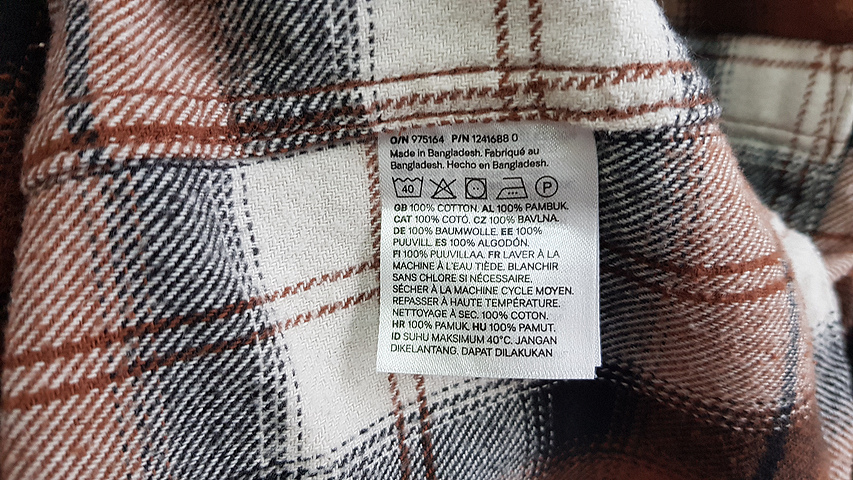 O/N 975164 P/N 1241688 0
Made in Bangladesh. Fabriqué au
Bangladesh. Hecho en Bangladesh.
40 P
GB 100% COTTON. AL 100% PAMBUK.
CAT 100% COTÓ. CZ 100% BAVLNA.
DE 100% BAUMWOLLE. EE 100%
PUUVILL. ES 100% ALGODÓN.
FI 100% PUUVILLAA. FR LAVER À LA
MACHINE À L'EAU TIÈDE. BLANCHIR
SANS CHLORE SI NÉCESSAIRE.
SÉCHER À LA MACHINE CYCLE MOYEN.
REPASSER À HAUTE TEMPÉRATURE.
NETTOYAGE À SEC. 100% COTON.
HR 100% PAMUK. HU 100% PAMUT.
ID SUHU MAKSIMUM 40°C. JANGAN
DIKELANTANG. DAPAT DILAKUKAN